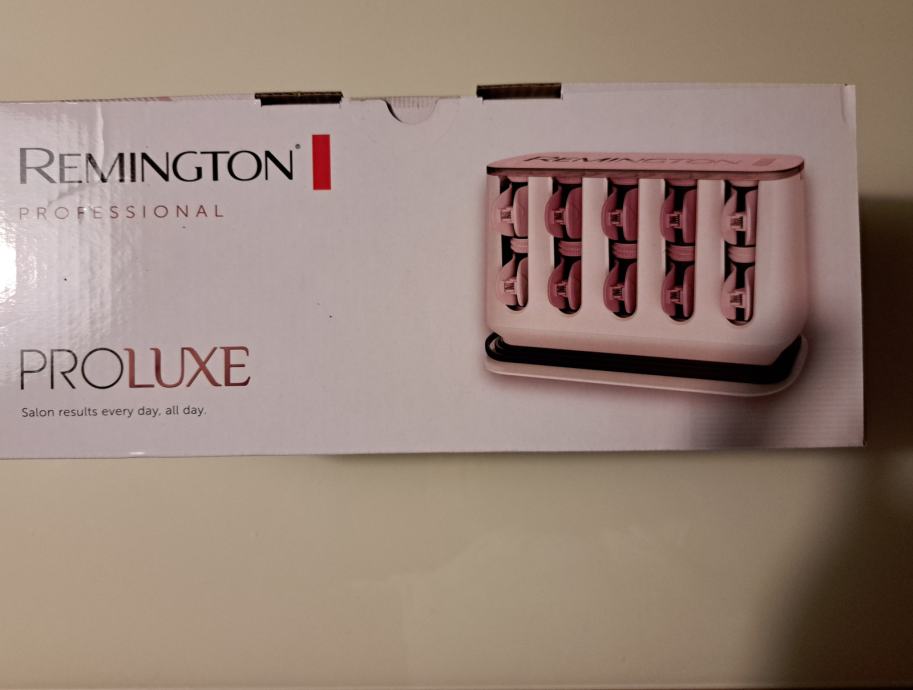 REMINGTON®
PROFESSIONAL
PROLUXE
Salon results every day, all day.
REMINGTON